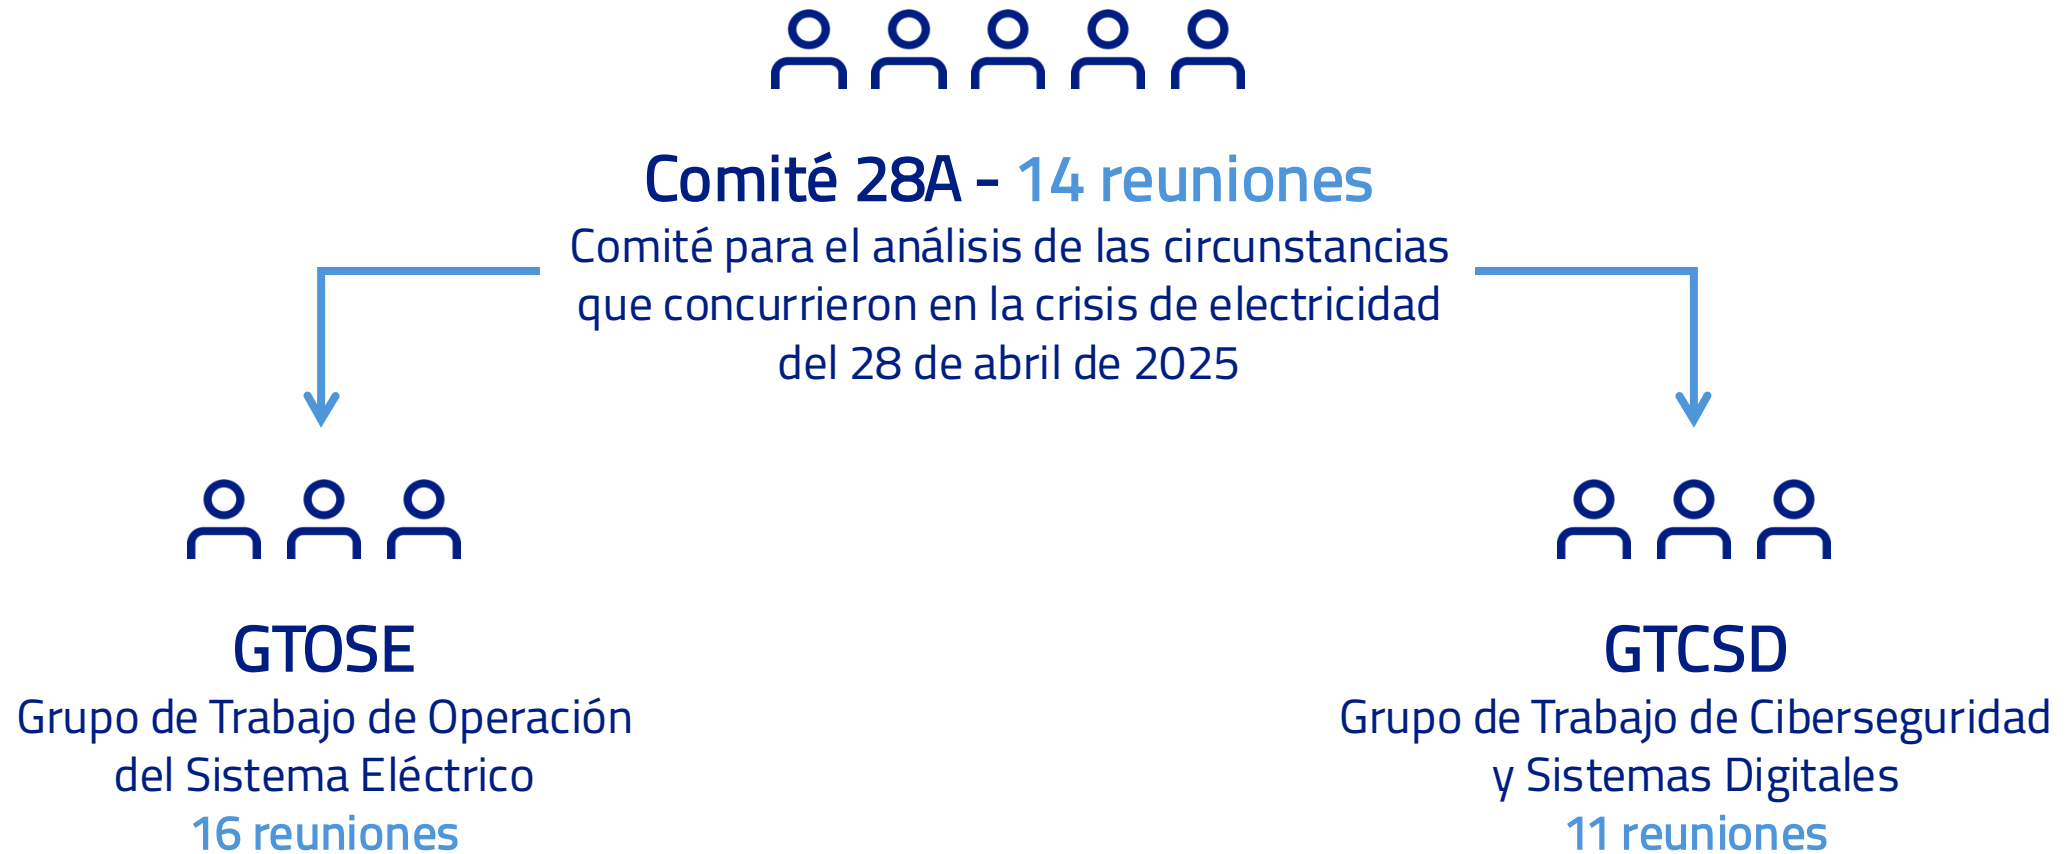 Comité 28A - 14 reuniones
Comité para el análisis de las circunstancias
que concurrieron en la crisis de electricidad
del 28 de abril de 2025
GTOSE
Grupo de Trabajo de Operación
del Sistema Eléctrico
16 reuniones
GTCSD
Grupo de Trabajo de Ciberseguridad
y Sistemas Digitales
11 reuniones